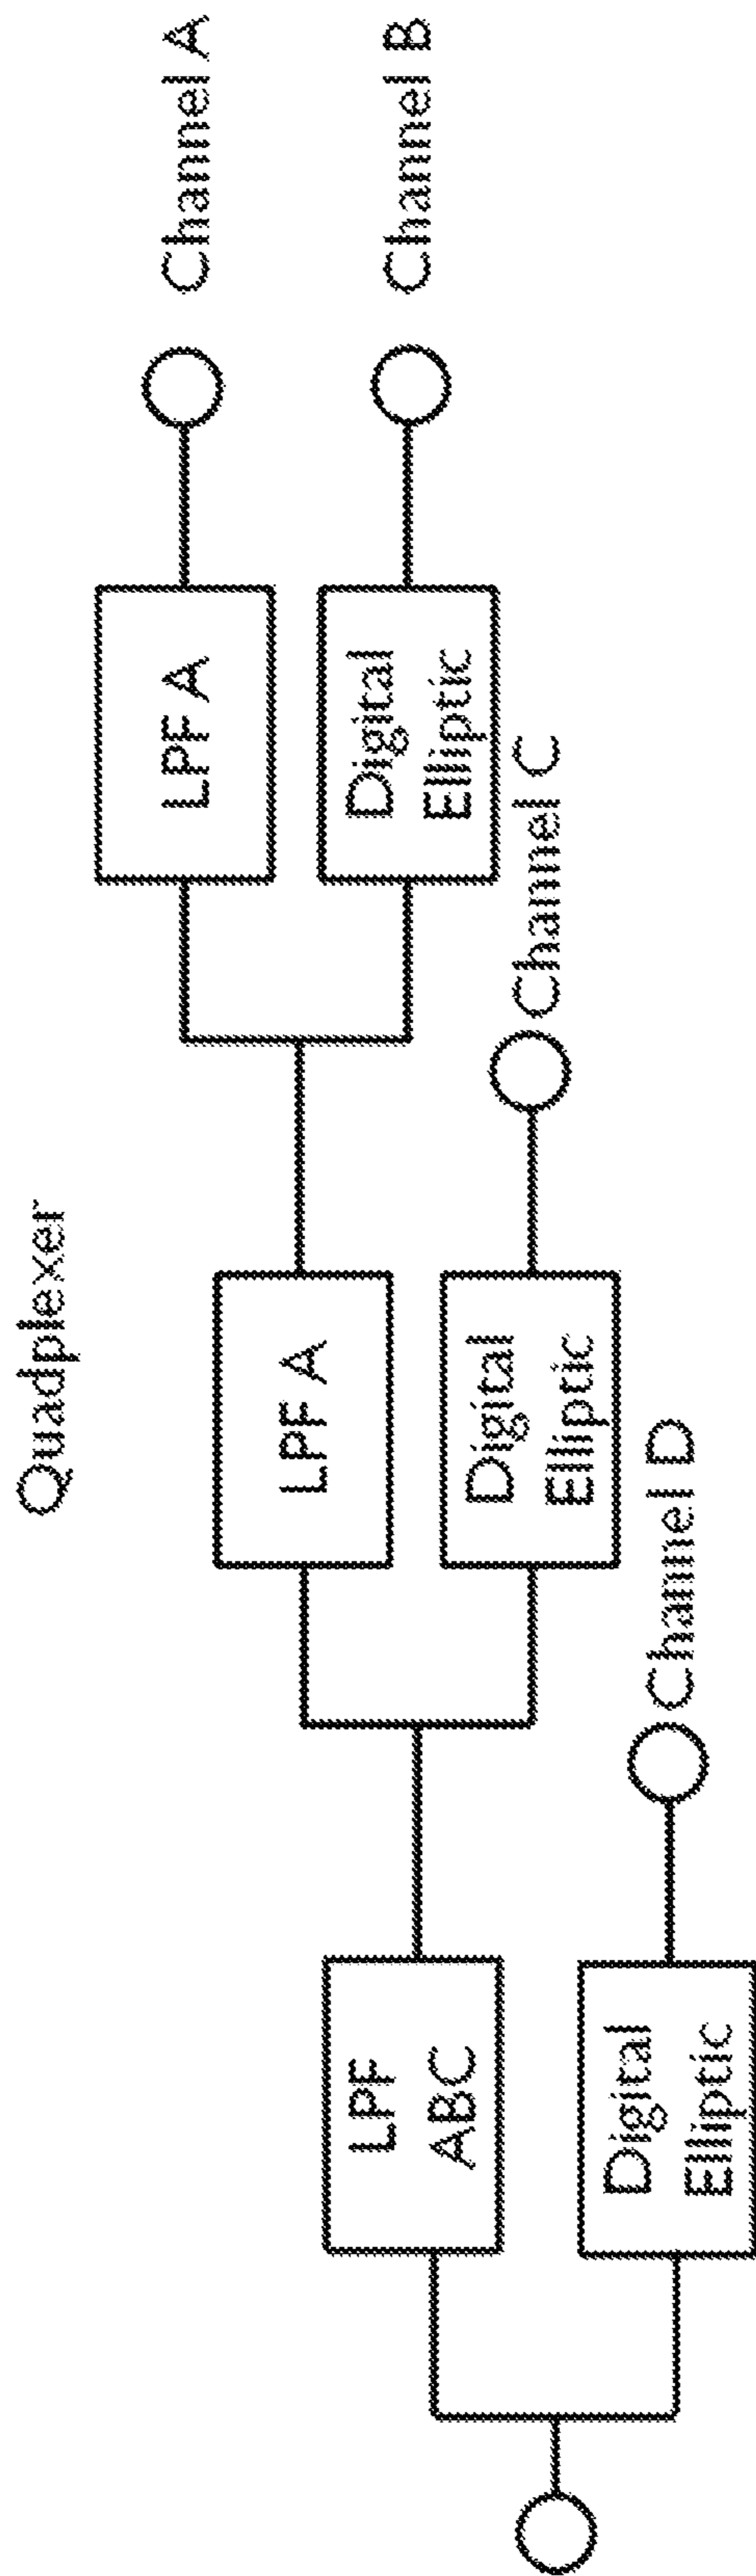 Quadplexer
LPF A
Channel A
Digital
Elliptic
Channel B
LPF A
Digital
Elliptic
Channel C
LPF
ABC
Digital
Elliptic
Channel D